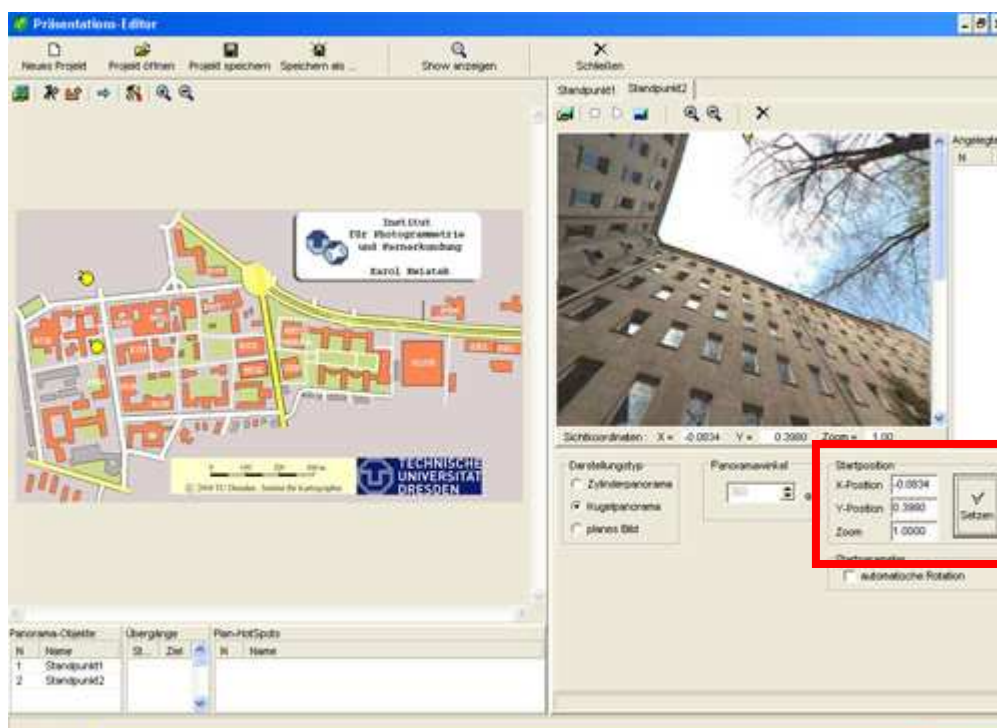 Präsentations-Editor
Neues Projekt Projekt öffnen Projekt speichern Speichern als ... Show anzeigen Schließen
Standpunkt1 Standpunkt2
Angelegte
N
Institut
für Photogrammetrie
und Fernerkundung
Karol Kwiatek
TECHNISCHE
UNIVERSITÄT
DRESDEN
Sichtkoordinaten: X = -0.0834 Y = 0.3980 Zoom = 1.00
Darstellungstyp
Zylinderpanorama
Kugelpanorama
planes Bild
Panoramawinkel
Startposition
X-Position -0.0834
Y-Position 0.3980
Zoom 1.0000
Setzen
automatische Rotation
Panorama-Objekte Übergänge Plan-HotSpots
N Name St... Ziel N Name
1 Standpunkt1
2 Standpunkt2